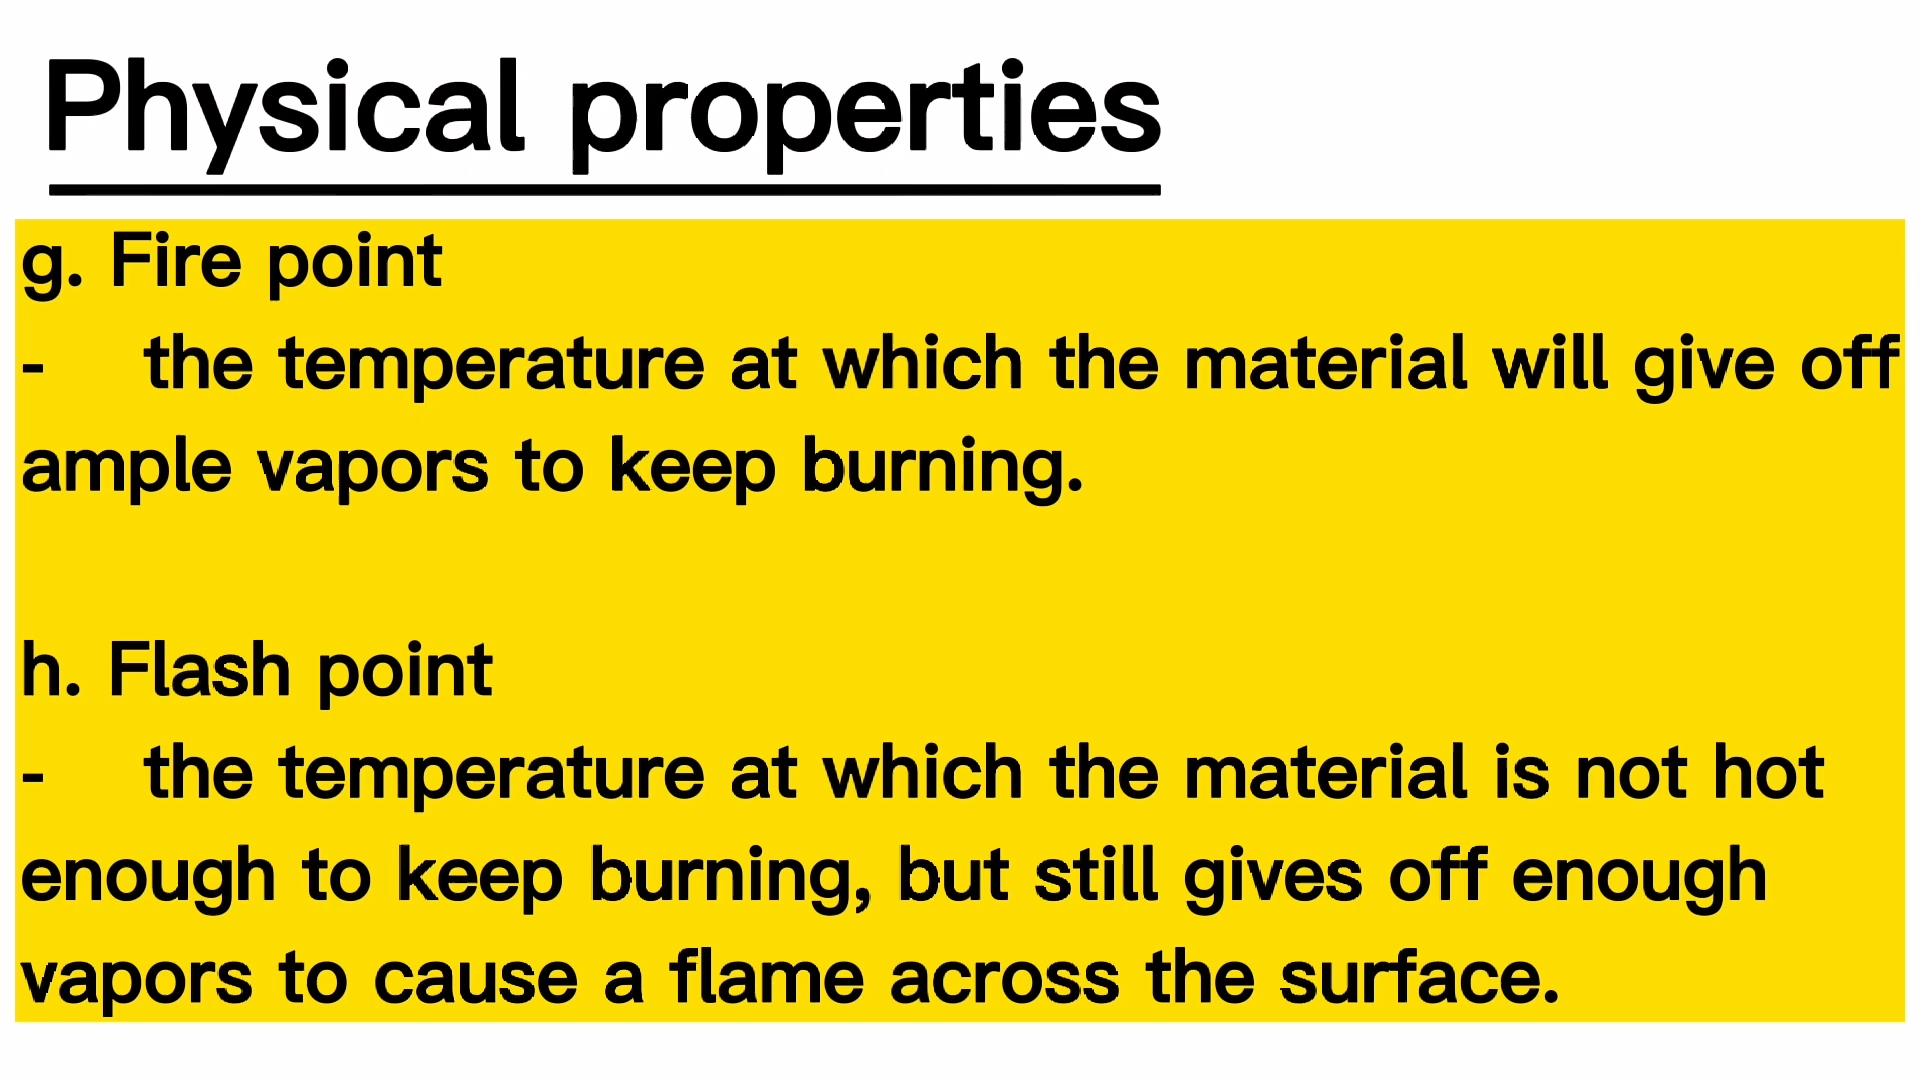 Physical properties
g. Fire point
- the temperature at which the material will give off
ample vapors to keep burning.
h. Flash point
- the temperature at which the material is not hot
enough to keep burning, but still gives off enough
vapors to cause a flame across the surface.